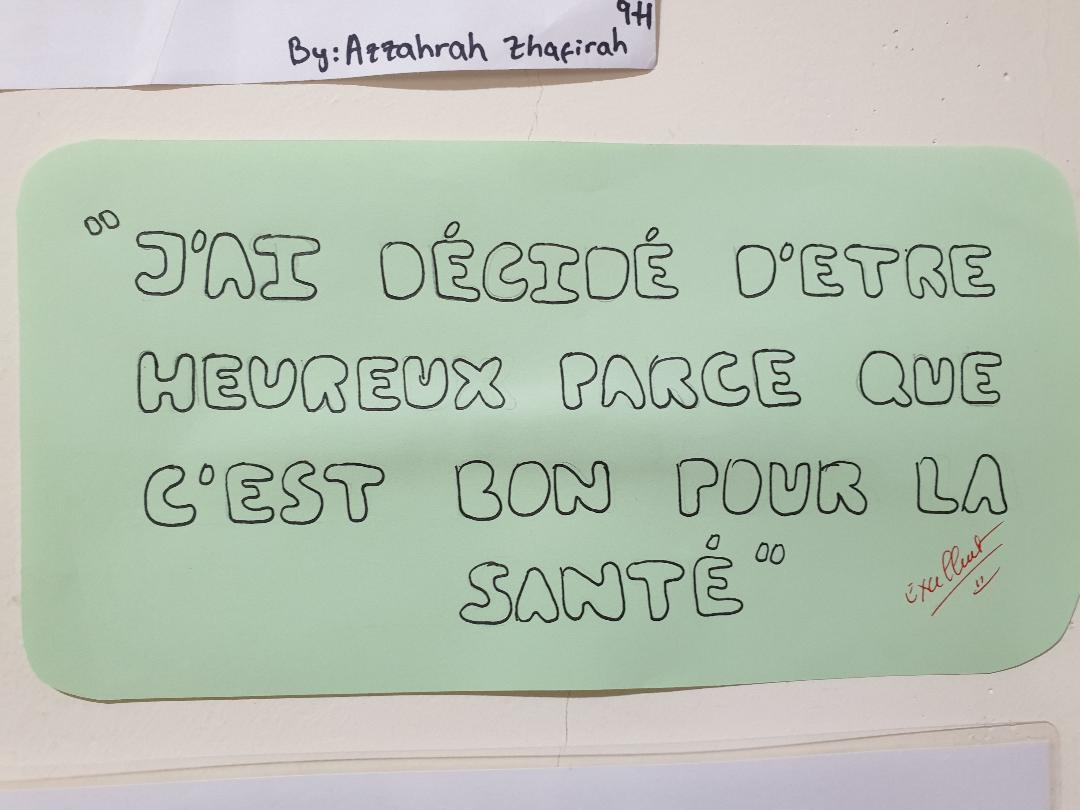 9H
By: Azzahrah Zhafirah
"J'AI DÉCIDÉ D'ETRE
HEUREUX PARCE QUE
C'EST BON POUR LA
SANTÉ"
Excellent